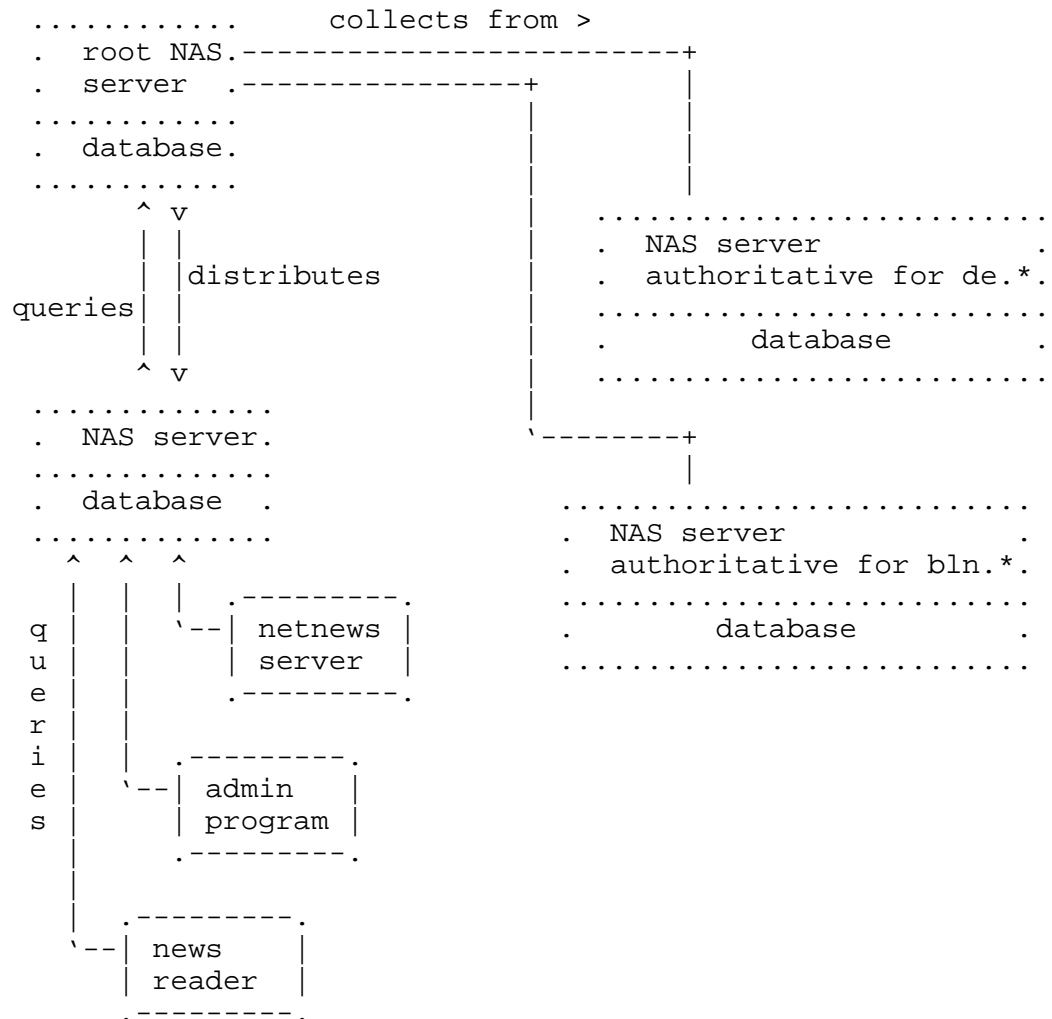 collects from >
root NAS
server
database
distributes
queries
NAS server
authoritative for de.*
database
NAS server
database
NAS server
authoritative for bln.*
database
queries
netnews
server
admin
program
news
reader